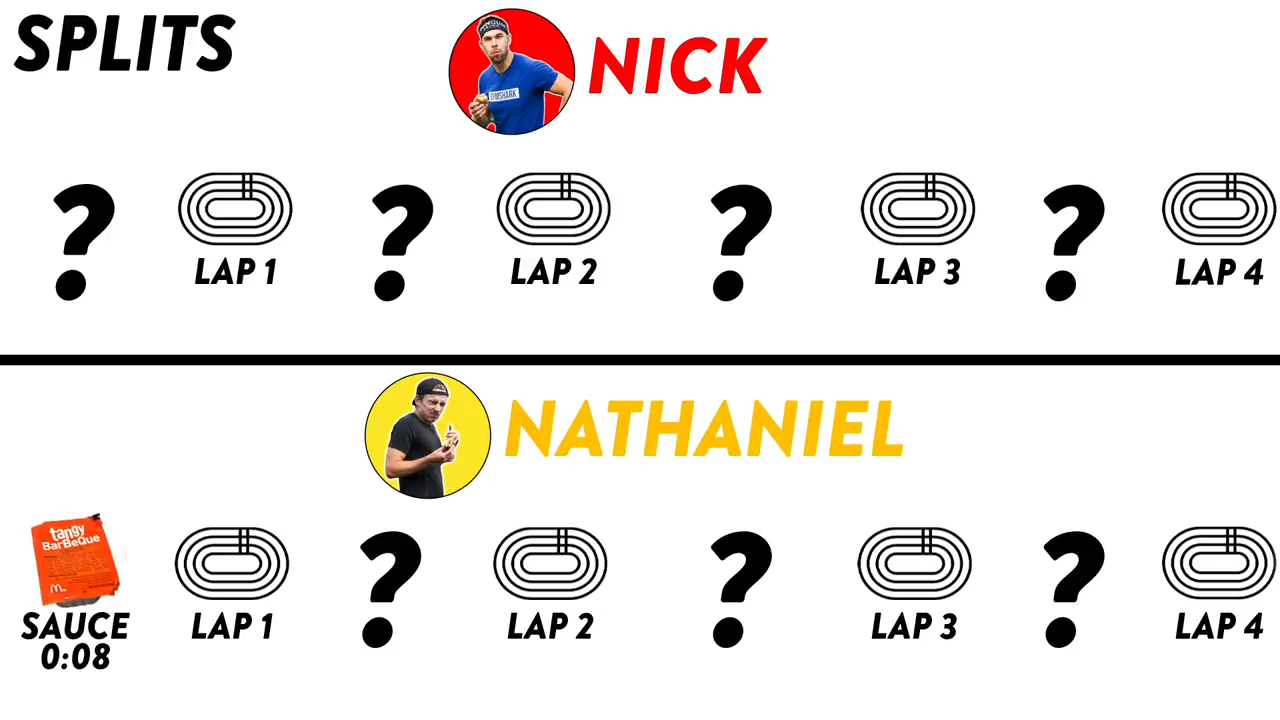 SPLITS
NICK
GYMSHARK
? LAP 1 ? LAP 2 ? LAP 3 ? LAP 4
NATHANIEL
tangy
BarBeQue
? ? ?
LAP 1 LAP 2 LAP 3 LAP 4
SAUCE
0:08